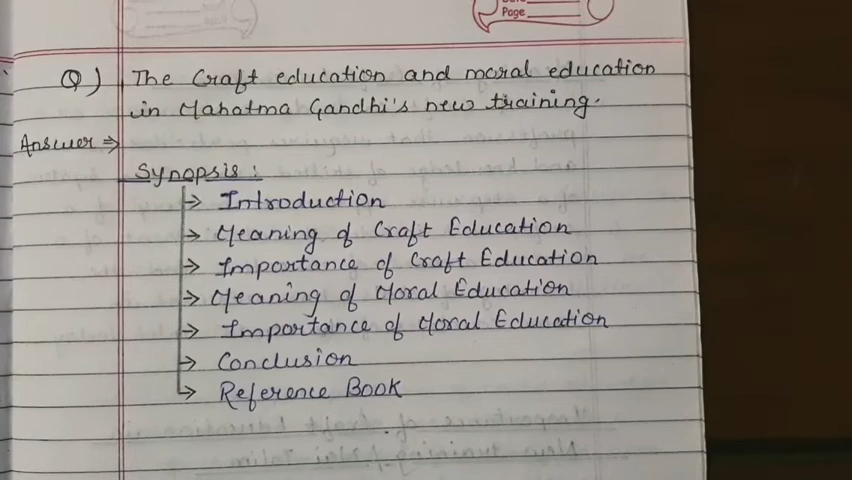 Page
Q) The Craft education and moral education
in Mahatma Gandhi's new training.
Answer ⇒
Synopsis:
→ Introduction
→ Meaning of Craft Education
→ Importance of Craft Education
→ Meaning of Moral Education
→ Importance of Moral Education
→ Conclusion
→ Reference Book